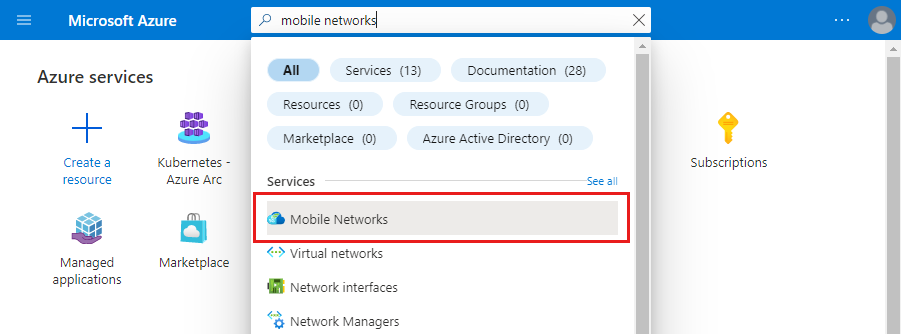 Microsoft Azure
mobile networks
Azure services
Create a
resource
Kubernetes -
Azure Arc
Managed
applications
Marketplace
All
Services (13)
Documentation (28)
Resources (0)
Resource Groups (0)
Marketplace (0)
Azure Active Directory (0)
Services
See all
Mobile Networks
Virtual networks
Network interfaces
Network Managers
Subscriptions